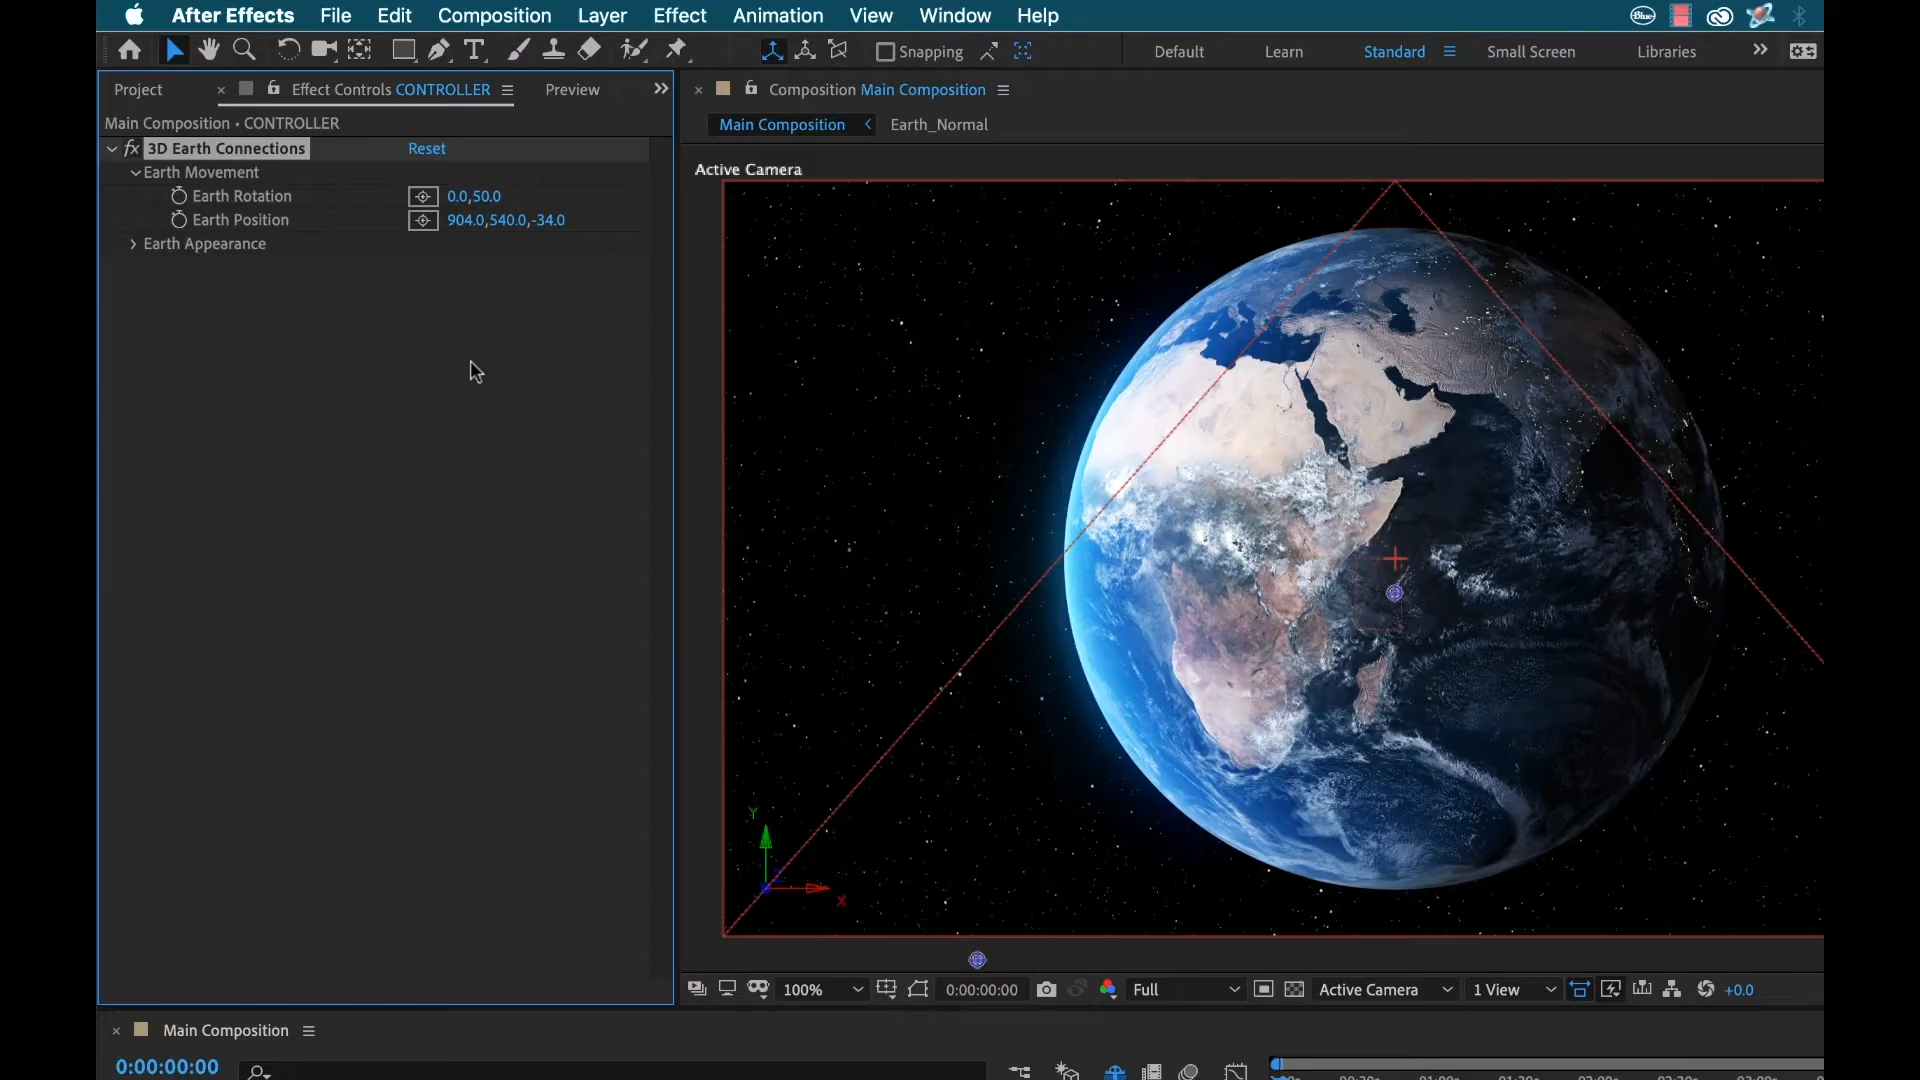 After Effects File Edit Composition Layer Effect Animation View Window Help
Snapping Default Learn Standard Small Screen Libraries
Project Effect Controls CONTROLLER Preview
Main Composition • CONTROLLER
fx 3D Earth Connections Reset
Earth Movement
Earth Rotation 0.0,50.0
Earth Position 904.0,540.0,-34.0
Earth Appearance
Composition Main Composition
Main Composition Earth_Normal
Active Camera
Y
X
100% 0:00:00:00 Full Active Camera 1 View +0.0
Main Composition
0:00:00:00